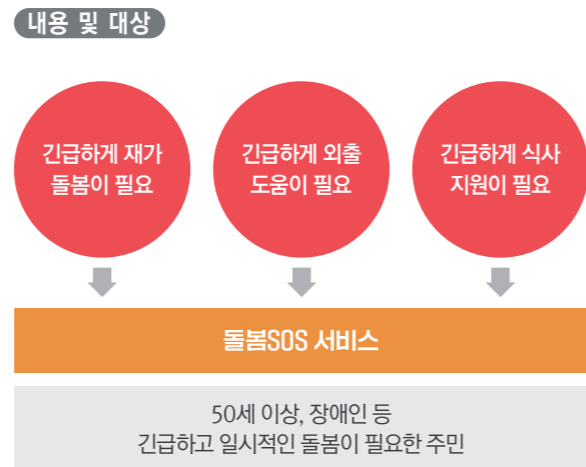 내용 및 대상
긴급하게 재가
돌봄이 필요
긴급하게 외출
도움이 필요
긴급하게 식사
지원이 필요
돌봄SOS 서비스
50세 이상, 장애인 등
긴급하고 일시적인 돌봄이 필요한 주민